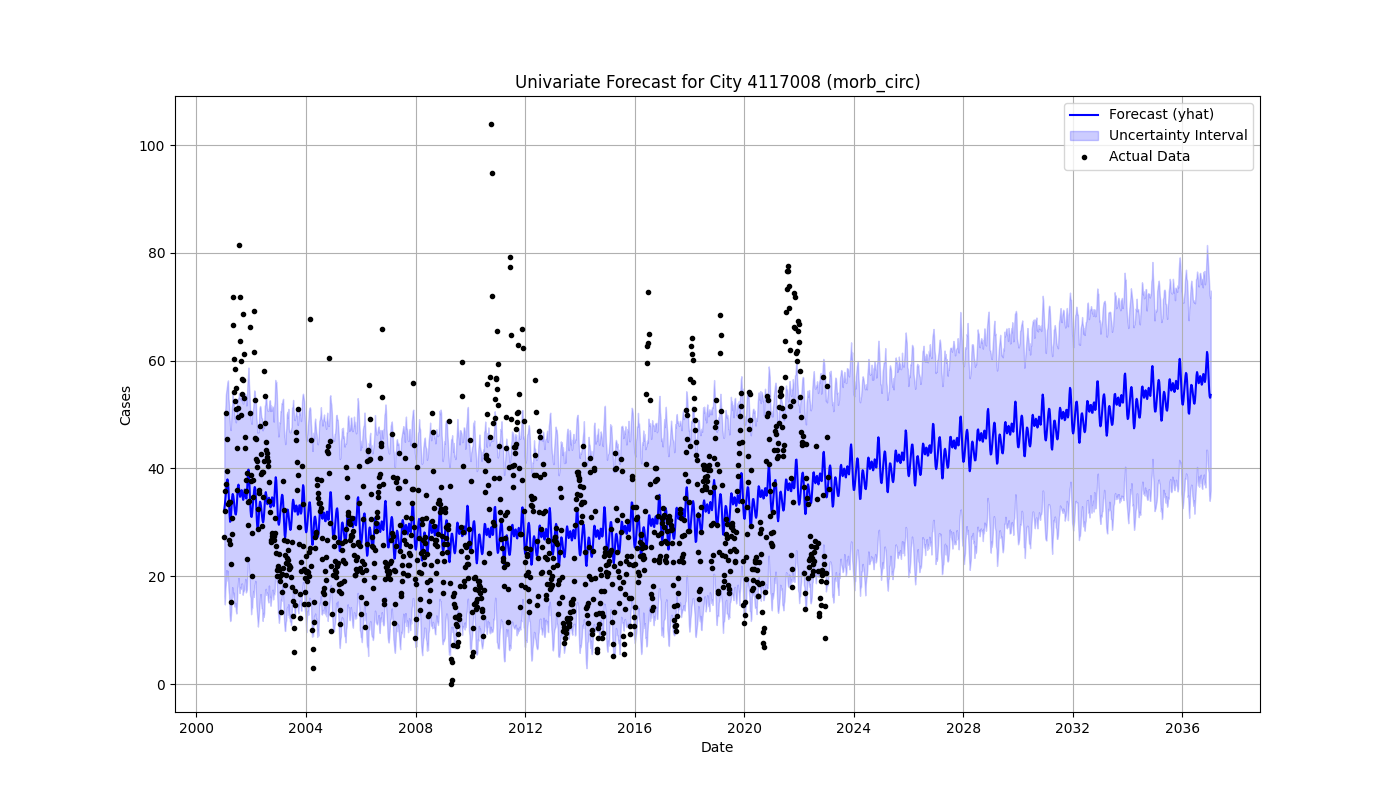 Univariate Forecast for City 4117008 (morb_circ)
Forecast (yhat)
Uncertainty Interval
Actual Data
100
80
60
40
20
0
Cases
2000 2004 2008 2012 2016 2020 2024 2028 2032 2036
Date